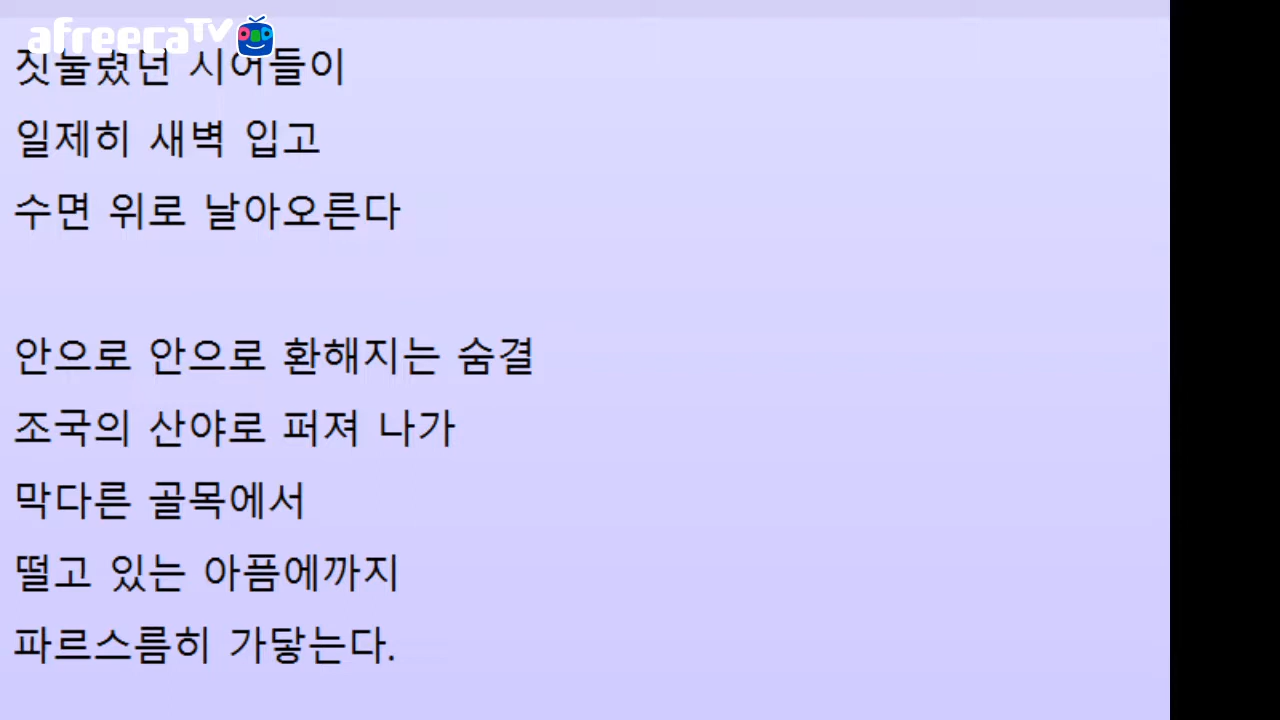 afreecaTV
짓눌렸던 시어들이
일제히 새벽 입고
수면 위로 날아오른다
안으로 안으로 환해지는 숨결
조국의 산야로 퍼져 나가
막다른 골목에서
떨고 있는 아픔에까지
파르스름히 가닿는다.